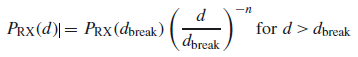 P_RX(d)|= P_RX(d_break) (d/d_break)^−n for d > d_break